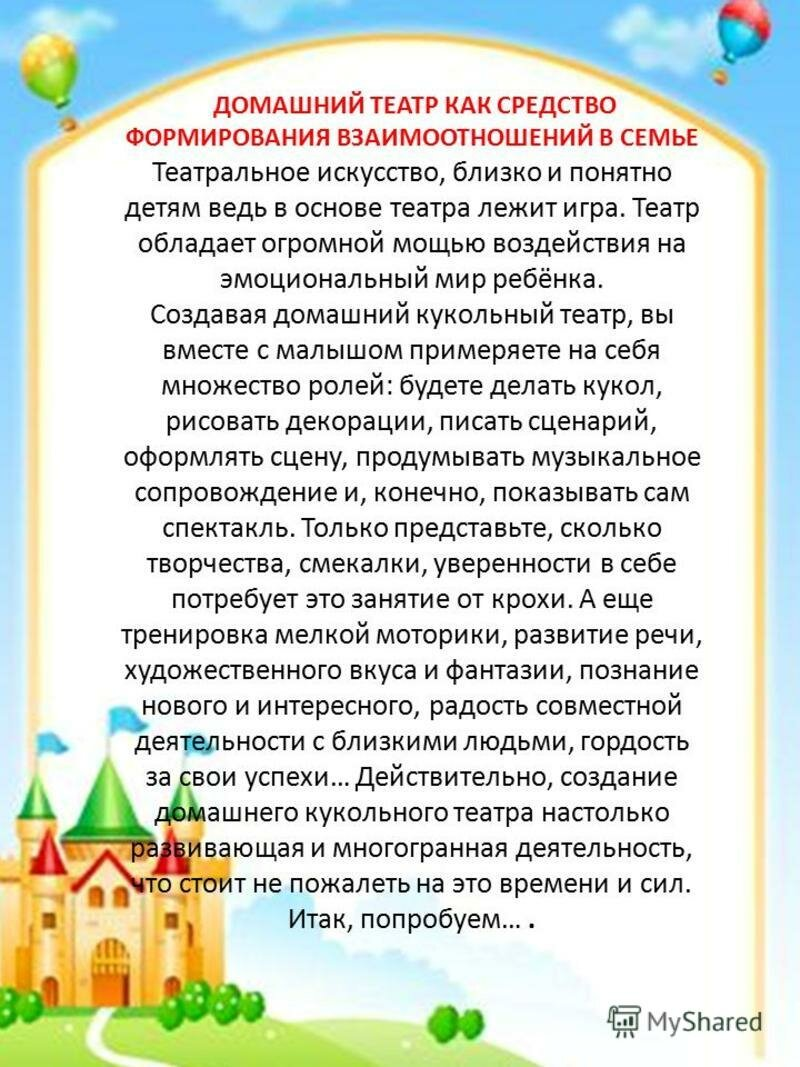 ДОМАШНИЙ ТЕАТР КАК СРЕДСТВО
ФОРМИРОВАНИЯ ВЗАИМООТНОШЕНИЙ В СЕМЬЕ
Театральное искусство, близко и понятно
детям ведь в основе театра лежит игра. Театр
обладает огромной мощью воздействия на
эмоциональный мир ребёнка.
Создавая домашний кукольный театр, вы
вместе с малышом примеряете на себя
множество ролей: будете делать кукол,
рисовать декорации, писать сценарий,
оформлять сцену, продумывать музыкальное
сопровождение и, конечно, показывать сам
спектакль. Только представьте, сколько
творчества, смекалки, уверенности в себе
потребует это занятие от крохи. А еще
тренировка мелкой моторики, развитие речи,
художественного вкуса и фантазии, познание
нового и интересного, радость совместной
деятельности с близкими людьми, гордость
за свои успехи… Действительно, создание
домашнего кукольного театра настолько
развивающая и многогранная деятельность,
что стоит не пожалеть на это времени и сил.
Итак, попробуем… .
MyShared